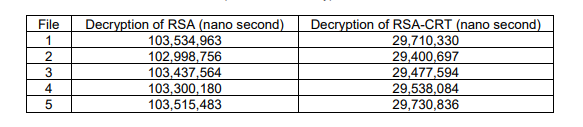 File Decryption of RSA (nano second) Decryption of RSA-CRT (nano second)
1 103,534,963 29,710,330
2 102,998,756 29,400,697
3 103,437,564 29,477,594
4 103,300,180 29,538,084
5 103,515,483 29,730,836